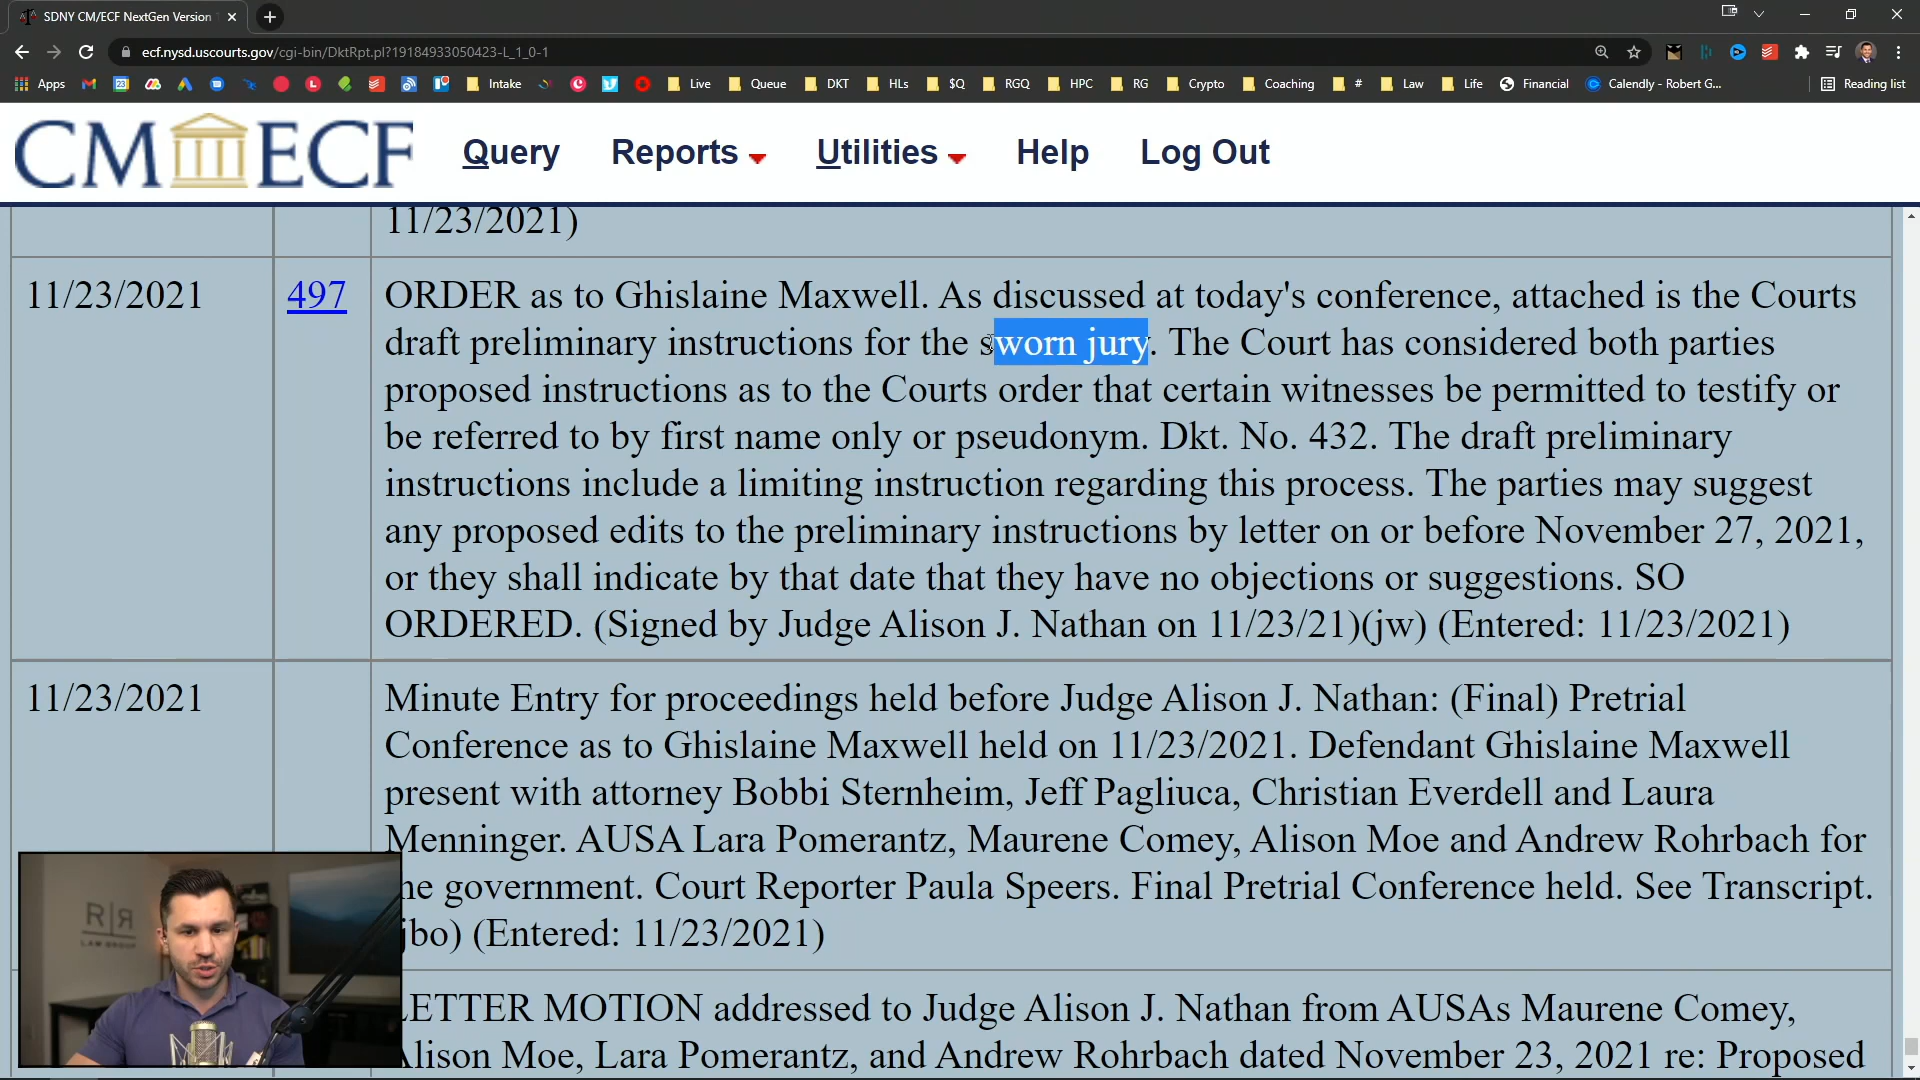 SDNY CM/ECF NextGen Version
ecf.nysd.uscourts.gov/cgi-bin/DktRpt.pl?19184933050423-L_1_0-1
Apps Intake Live Queue DKT HLs $Q RGQ HPC RG Crypto Coaching # Law Life Financial Calendly - Robert G... Reading list
CM ECF Query Reports Utilities Help Log Out
11/23/2021)
11/23/2021 497 ORDER as to Ghislaine Maxwell. As discussed at today's conference, attached is the Courts
draft preliminary instructions for the sworn jury. The Court has considered both parties
proposed instructions as to the Courts order that certain witnesses be permitted to testify or
be referred to by first name only or pseudonym. Dkt. No. 432. The draft preliminary
instructions include a limiting instruction regarding this process. The parties may suggest
any proposed edits to the preliminary instructions by letter on or before November 27, 2021,
or they shall indicate by that date that they have no objections or suggestions. SO
ORDERED. (Signed by Judge Alison J. Nathan on 11/23/21)(jw) (Entered: 11/23/2021)
11/23/2021 Minute Entry for proceedings held before Judge Alison J. Nathan: (Final) Pretrial
Conference as to Ghislaine Maxwell held on 11/23/2021. Defendant Ghislaine Maxwell
present with attorney Bobbi Sternheim, Jeff Pagliuca, Christian Everdell and Laura
Menninger. AUSA Lara Pomerantz, Maurene Comey, Alison Moe and Andrew Rohrbach for
he government. Court Reporter Paula Speers. Final Pretrial Conference held. See Transcript.
jbo) (Entered: 11/23/2021)
ETTER MOTION addressed to Judge Alison J. Nathan from AUSAs Maurene Comey,
Alison Moe, Lara Pomerantz, and Andrew Rohrbach dated November 23, 2021 re: Proposed
R|R
LAW GROUP